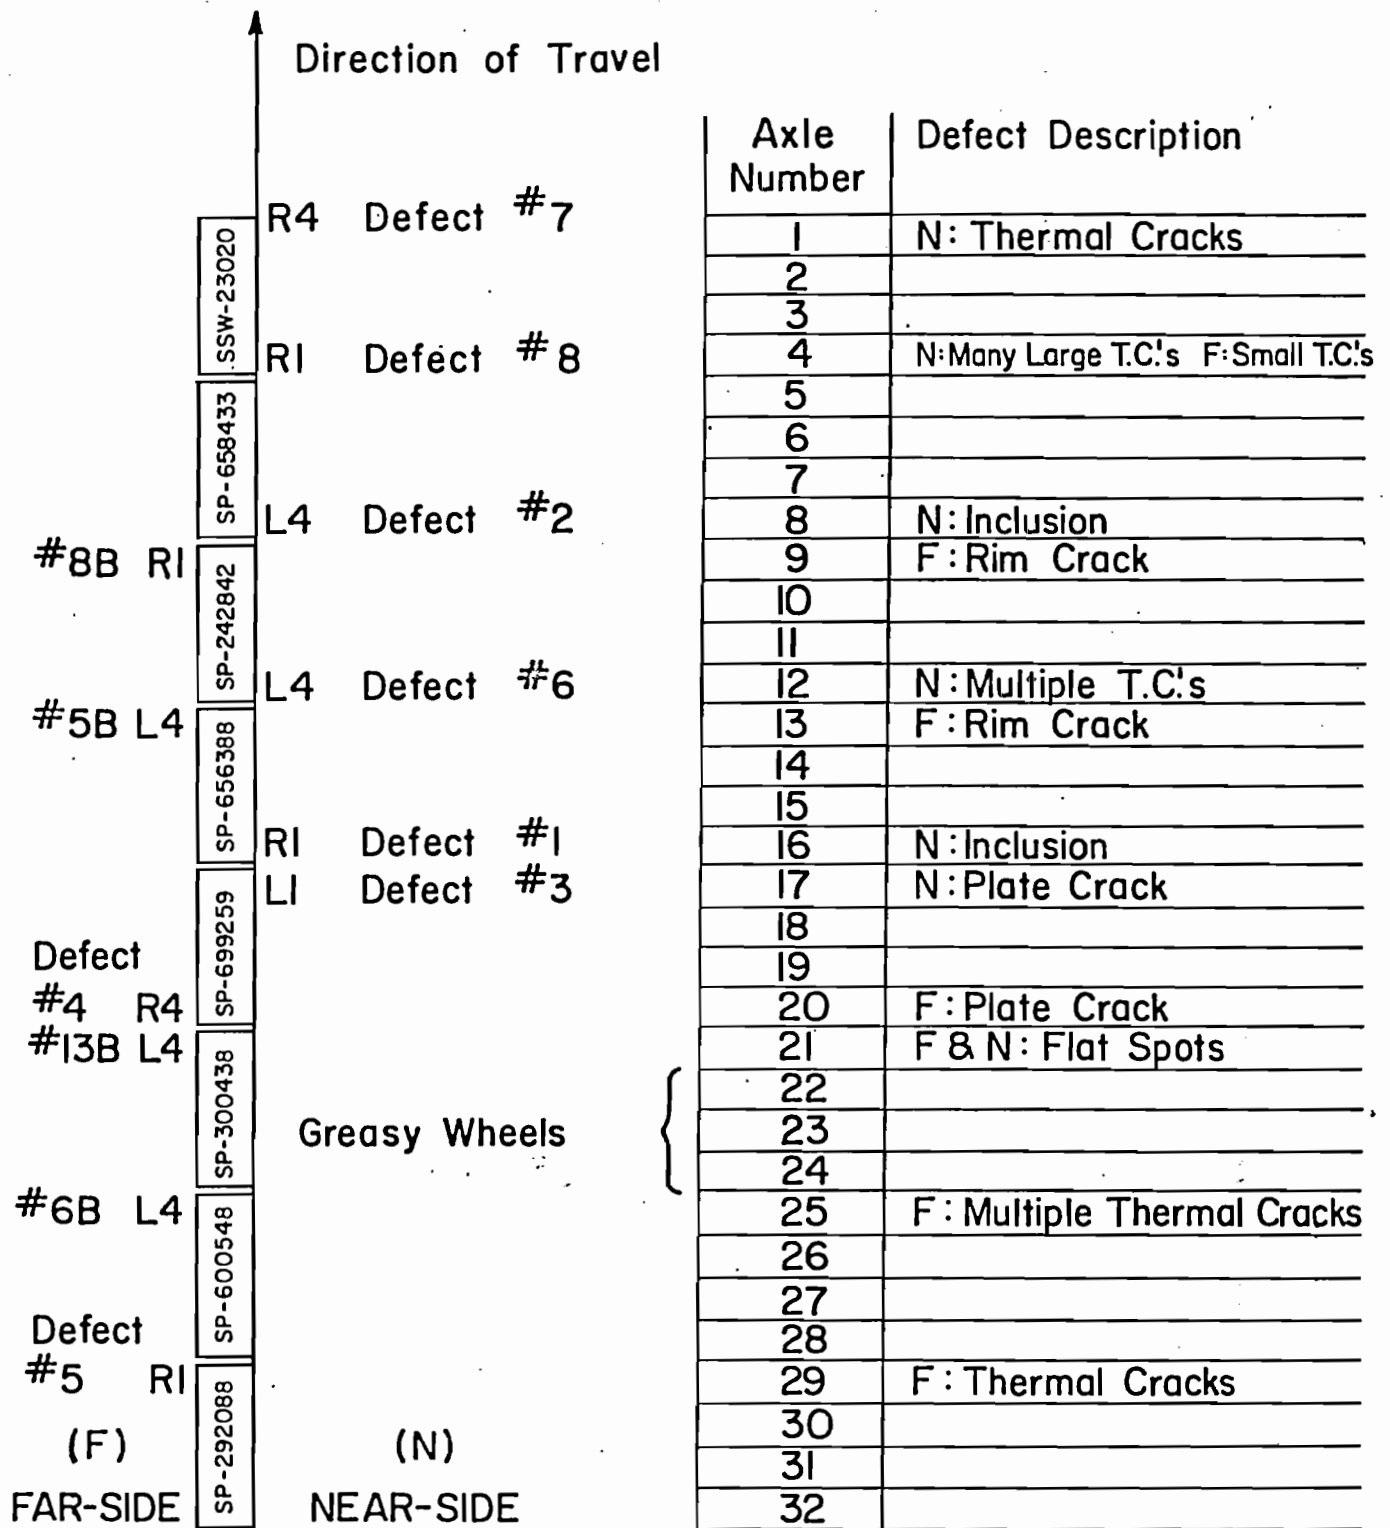 Direction of Travel
Axle Number Defect Description
R4 Defect #7
SSW-23020
1 N: Thermal Cracks
2
3
R1 Defect #8
4 N: Many Large T.C.'s F: Small T.C.'s
SP-658433
5
6
7
L4 Defect #2
8 N: Inclusion
#8B R1
9 F: Rim Crack
SP-242842
10
11
L4 Defect #6
12 N: Multiple T.C.'s
#5B L4
13 F: Rim Crack
SP-656388
14
15
R1 Defect #1
16 N: Inclusion
L1 Defect #3
17 N: Plate Crack
SP-699259
18
19
Defect
#4 R4
20 F: Plate Crack
#13B L4
21 F & N: Flat Spots
SP-300438
22
Greasy Wheels
23
24
#6B L4
25 F: Multiple Thermal Cracks
SP-600548
26
27
Defect
28
#5 R1
29 F: Thermal Cracks
SP-292088
30
(F) (N)
31
FAR-SIDE NEAR-SIDE
32